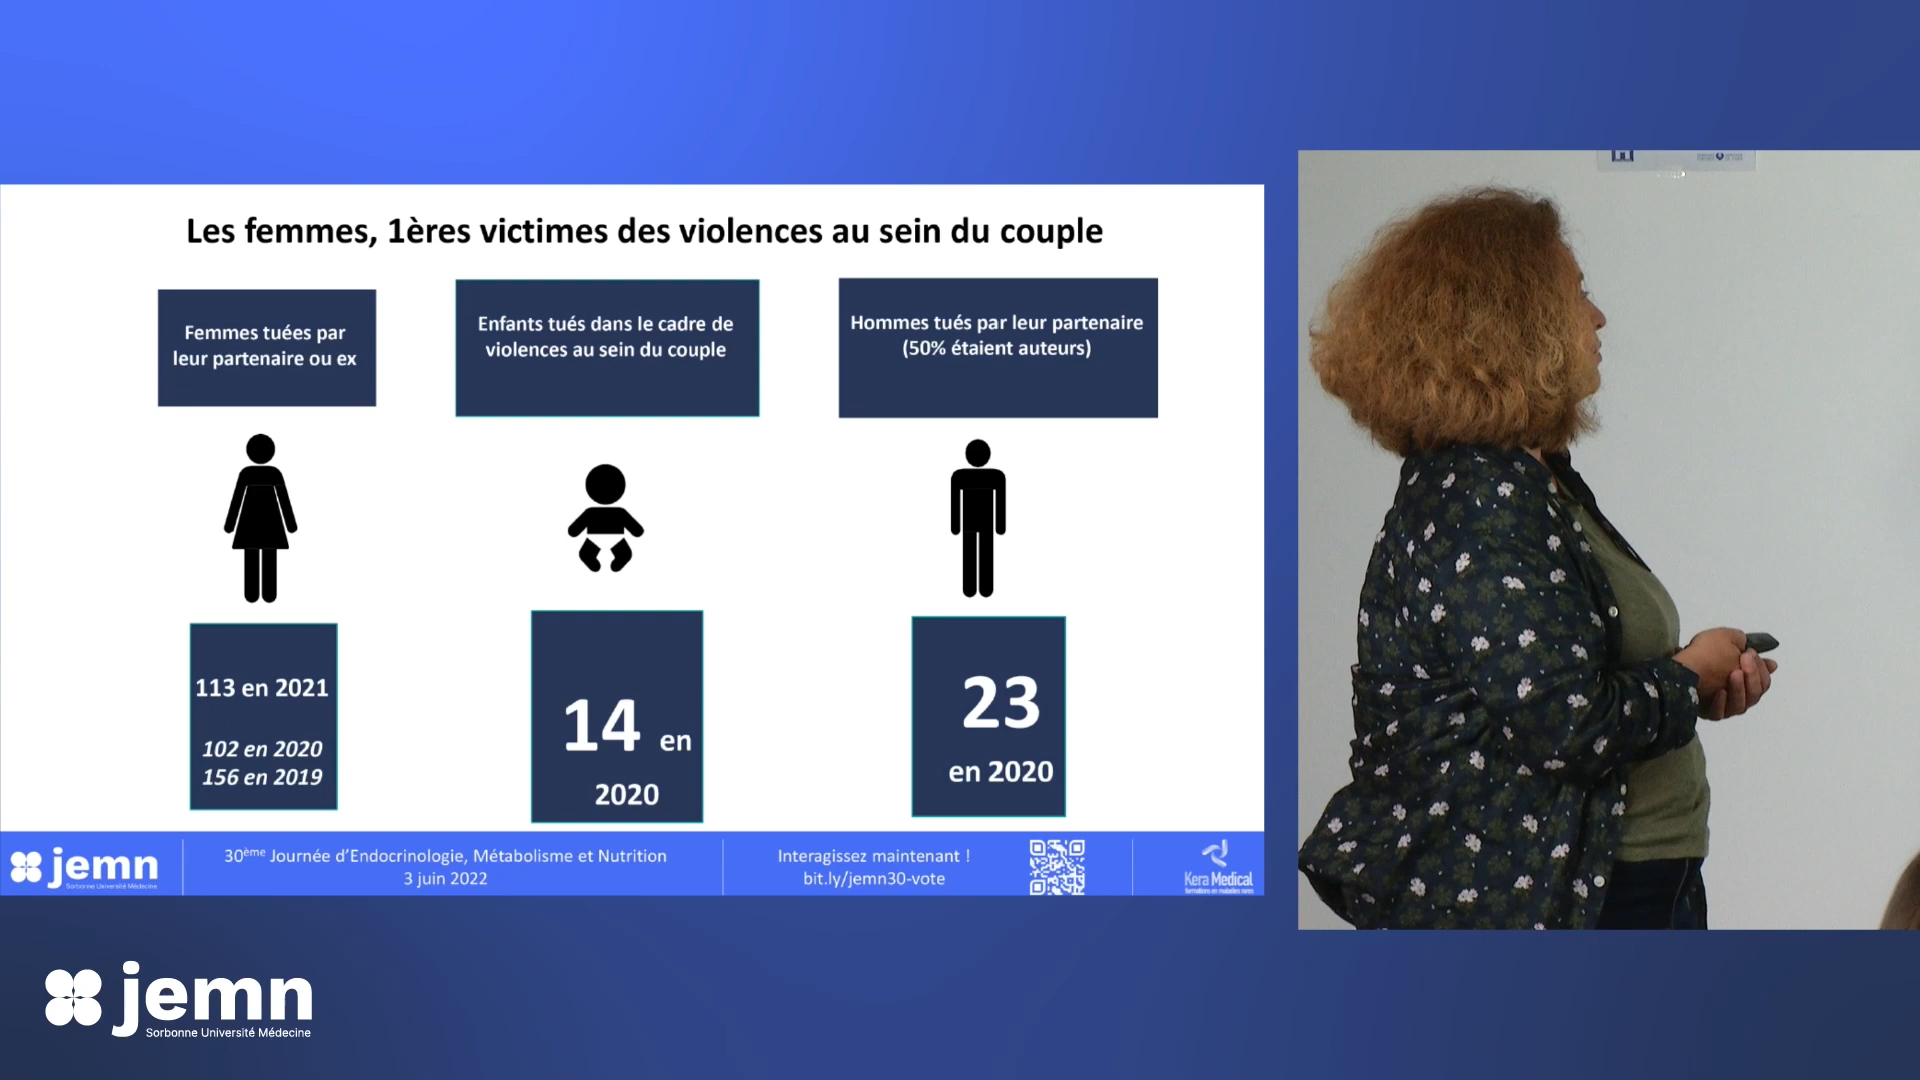 Les femmes, 1ères victimes des violences au sein du couple
Femmes tuées par
leur partenaire ou ex
Enfants tués dans le cadre de
violences au sein du couple
Hommes tués par leur partenaire
(50% étaient auteurs)
113 en 2021
102 en 2020
156 en 2019
14 en
2020
23
en 2020
jemn
Sorbonne Université Médecine
30ème Journée d'Endocrinologie, Métabolisme et Nutrition
3 juin 2022
Interagissez maintenant !
bit.ly/jemn30-vote
Kera Medical
formations en maladies rares
jemn
Sorbonne Université Médecine